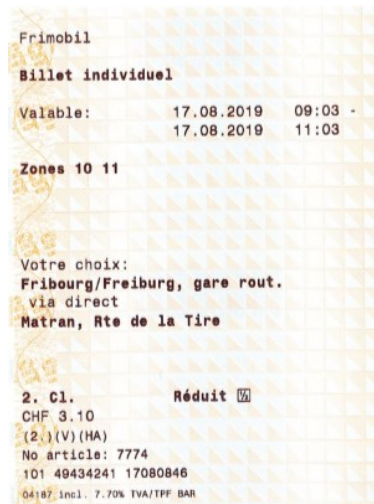 Frimobil
Billet individuel
Valable: 17.08.2019 09:03 -
17.08.2019 11:03
Zones 10 11
Votre choix:
Fribourg/Freiburg, gare rout.
via direct
Matran, Rte de la Tire
2. Cl. Réduit ½
CHF 3.10
(2.)(V)(HA)
No article: 7774
101 49434241 17080846
04187 incl. 7.70% TVA/TPF BAR